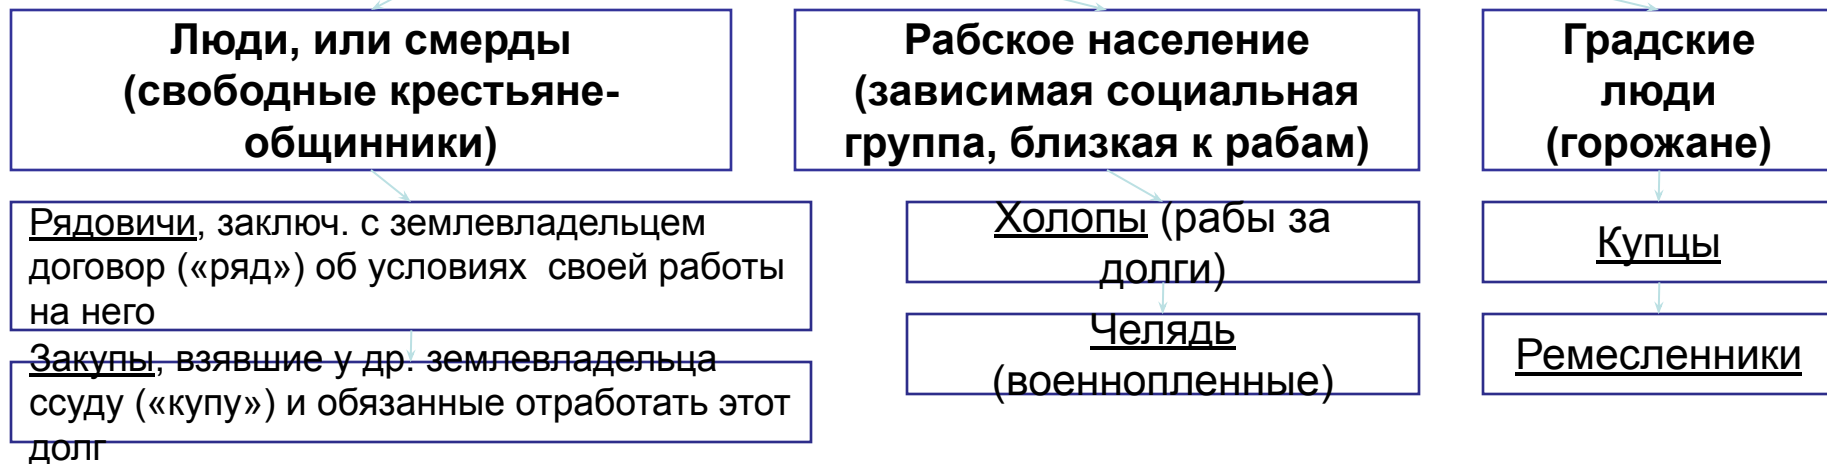 Люди, или смерды
(свободные крестьяне-
общинники)
Рядовичи, заключ. с землевладельцем
договор («ряд») об условиях своей работы
на него
Закупы, взявшие у др. землевладельца
ссуду («купу») и обязанные отработать этот
долг
Рабское население
(зависимая социальная
группа, близкая к рабам)
Холопы (рабы за
долги)
Челядь
(военнопленные)
Градские
люди
(горожане)
Купцы
Ремесленники